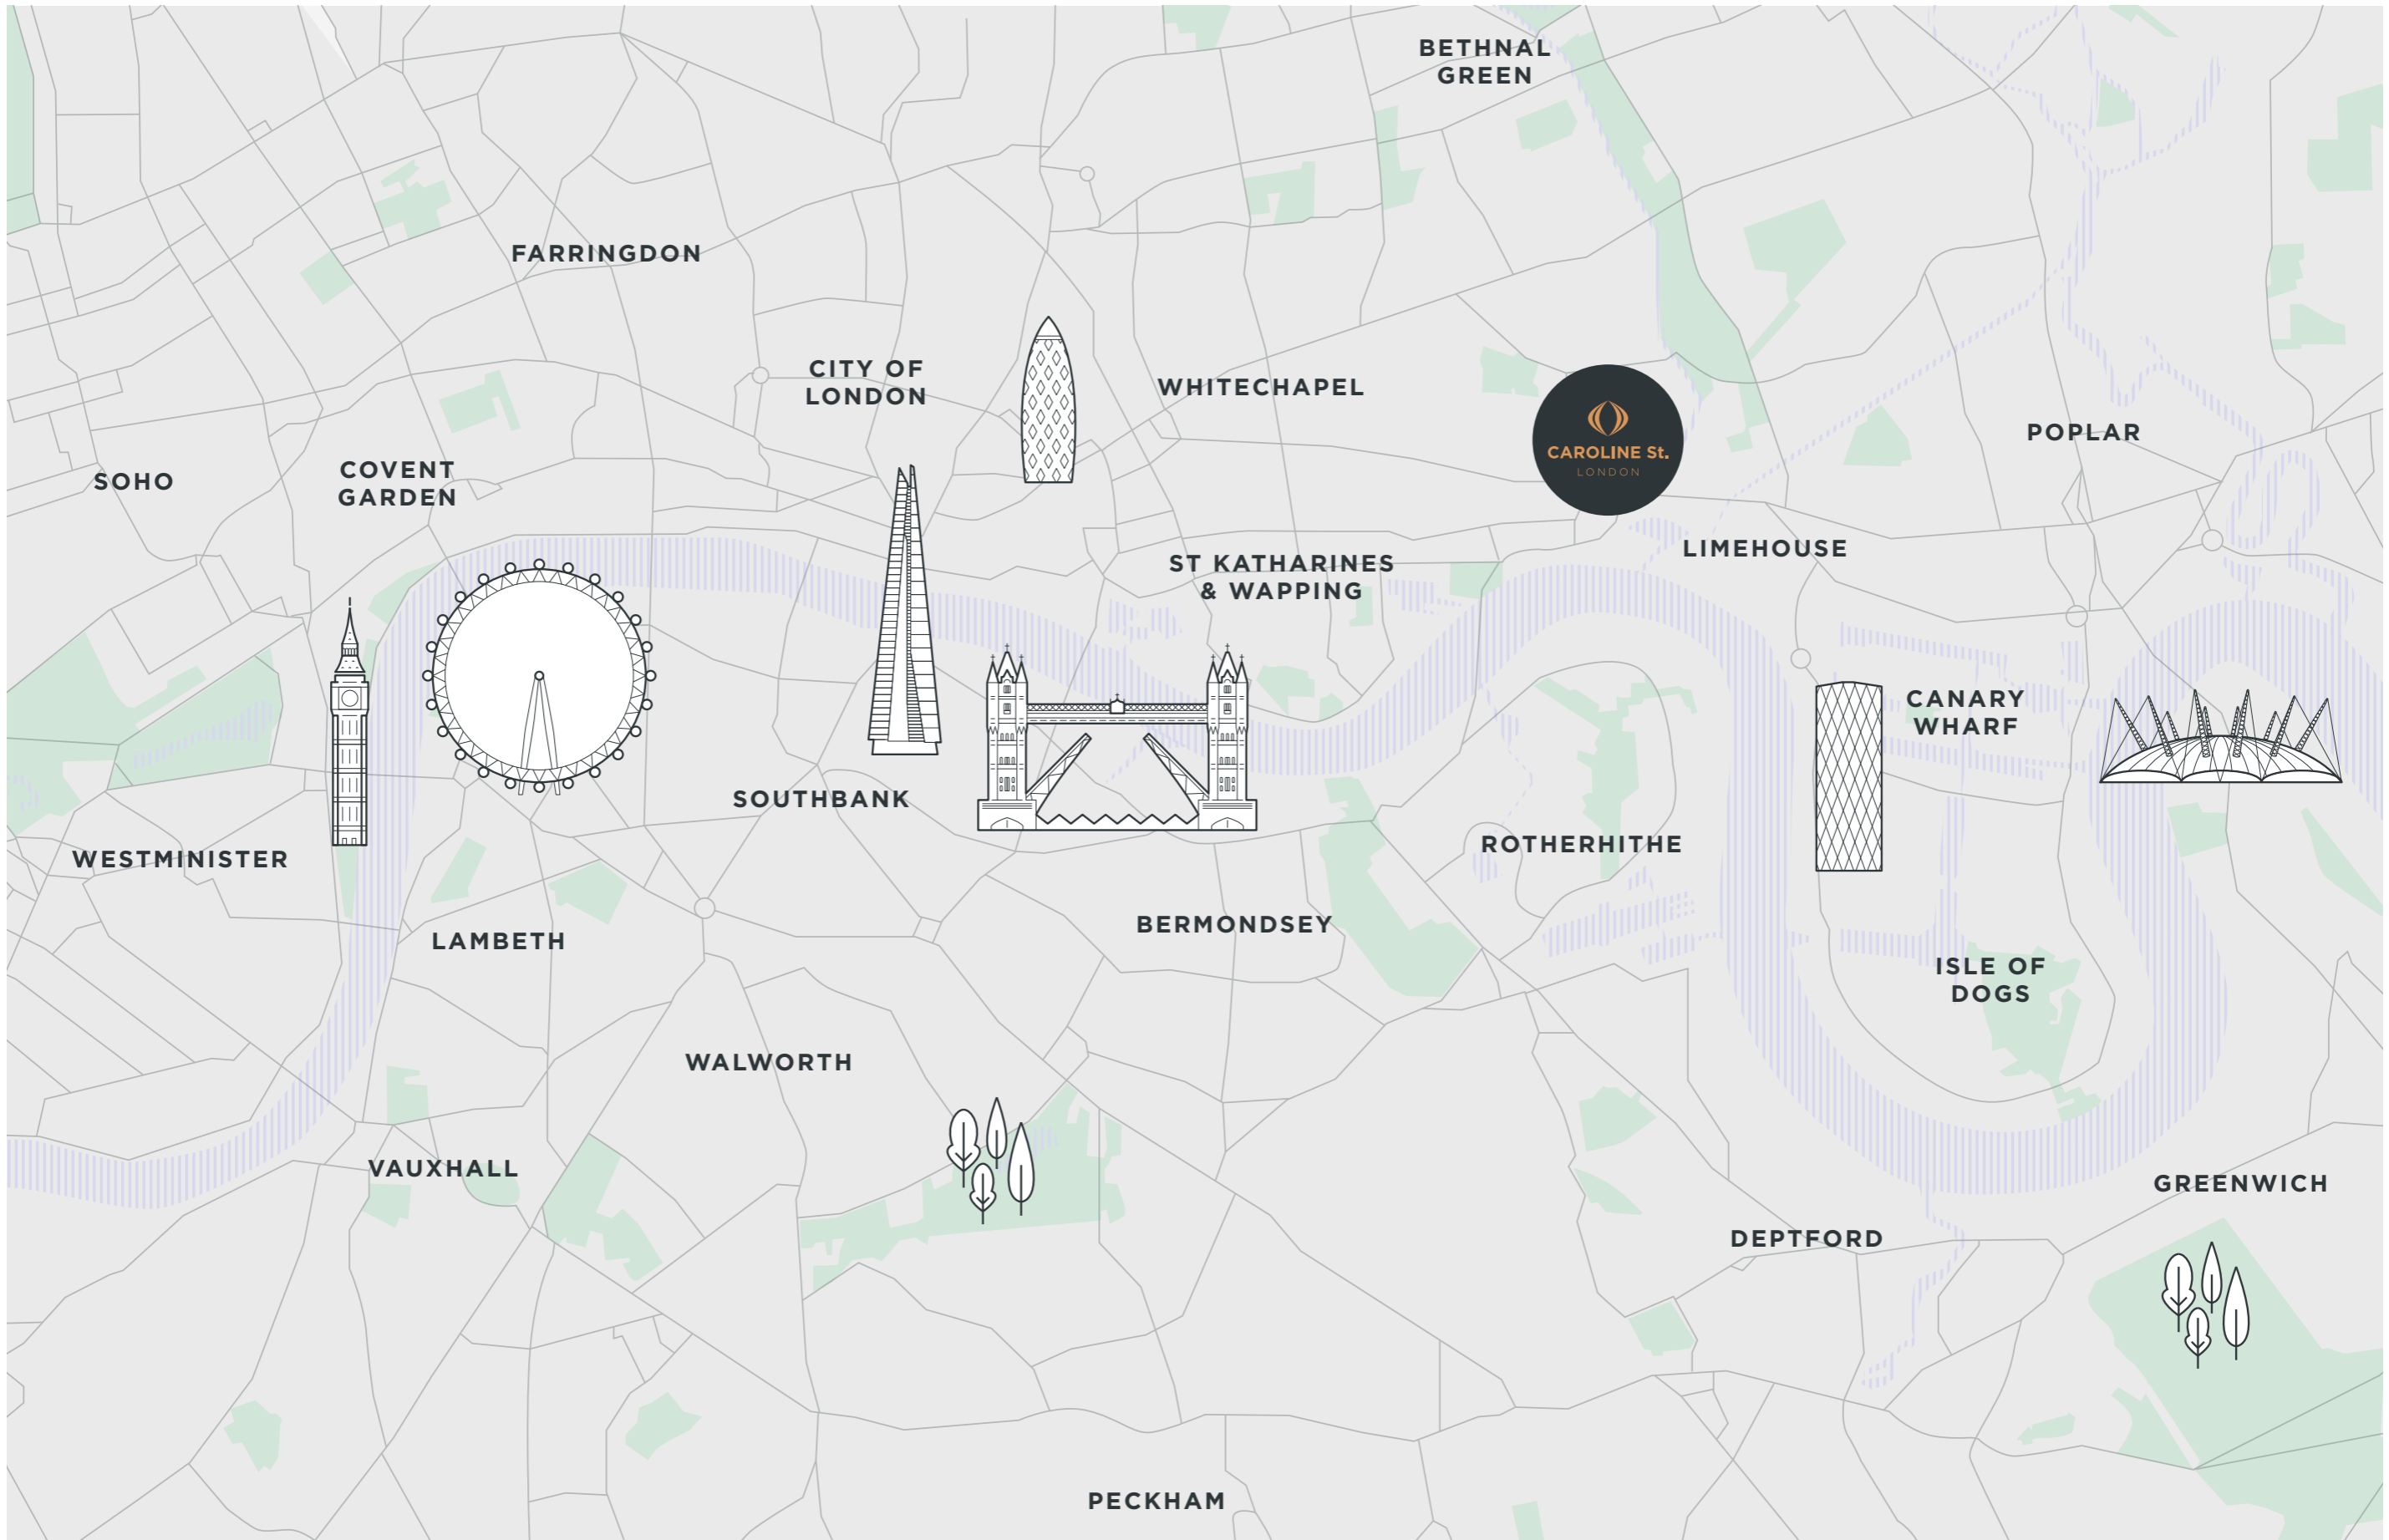 BETHNAL
GREEN
FARRINGDON
CITY OF
LONDON
WHITECHAPEL
CAROLINE St.
LONDON
POPLAR
SOHO
COVENT
GARDEN
LIMEHOUSE
ST KATHARINES
& WAPPING
CANARY
WHARF
SOUTHBANK
ROTHERHITHE
WESTMINISTER
BERMONDSEY
LAMBETH
ISLE OF
DOGS
WALWORTH
VAUXHALL
GREENWICH
DEPTFORD
PECKHAM